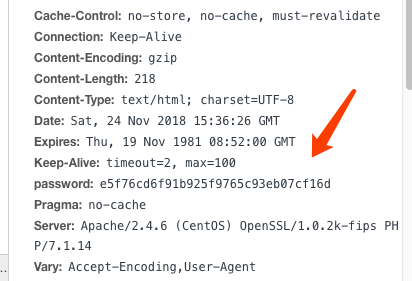 Cache-Control: no-store, no-cache, must-revalidate
Connection: Keep-Alive
Content-Encoding: gzip
Content-Length: 218
Content-Type: text/html; charset=UTF-8
Date: Sat, 24 Nov 2018 15:36:26 GMT
Expires: Thu, 19 Nov 1981 08:52:00 GMT
Keep-Alive: timeout=2, max=100
password: e5f76cd6f91b925f9765c93eb07cf16d
Pragma: no-cache
Server: Apache/2.4.6 (CentOS) OpenSSL/1.0.2k-fips PH
P/7.1.14
Vary: Accept-Encoding,User-Agent
...